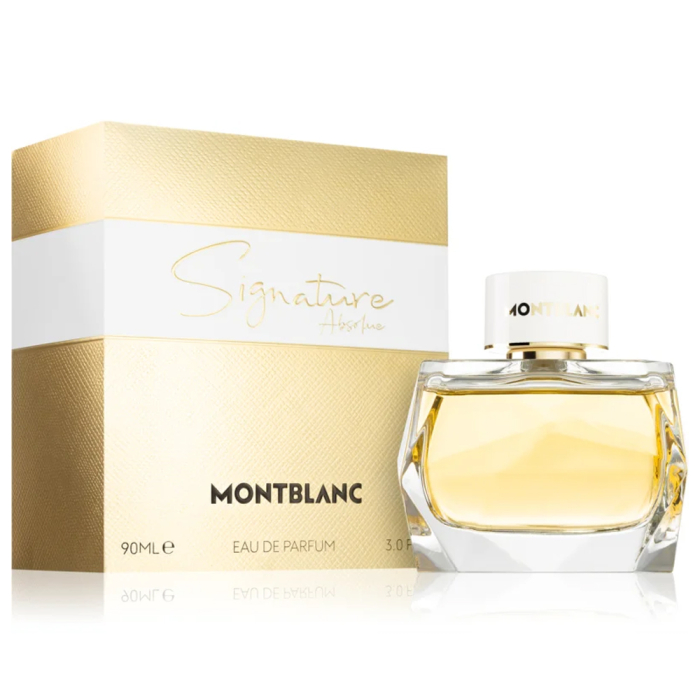 Signature
Absolue
MONTBLANC
90ML e
EAU DE PARFUM
3.0 F
MONTBLANC